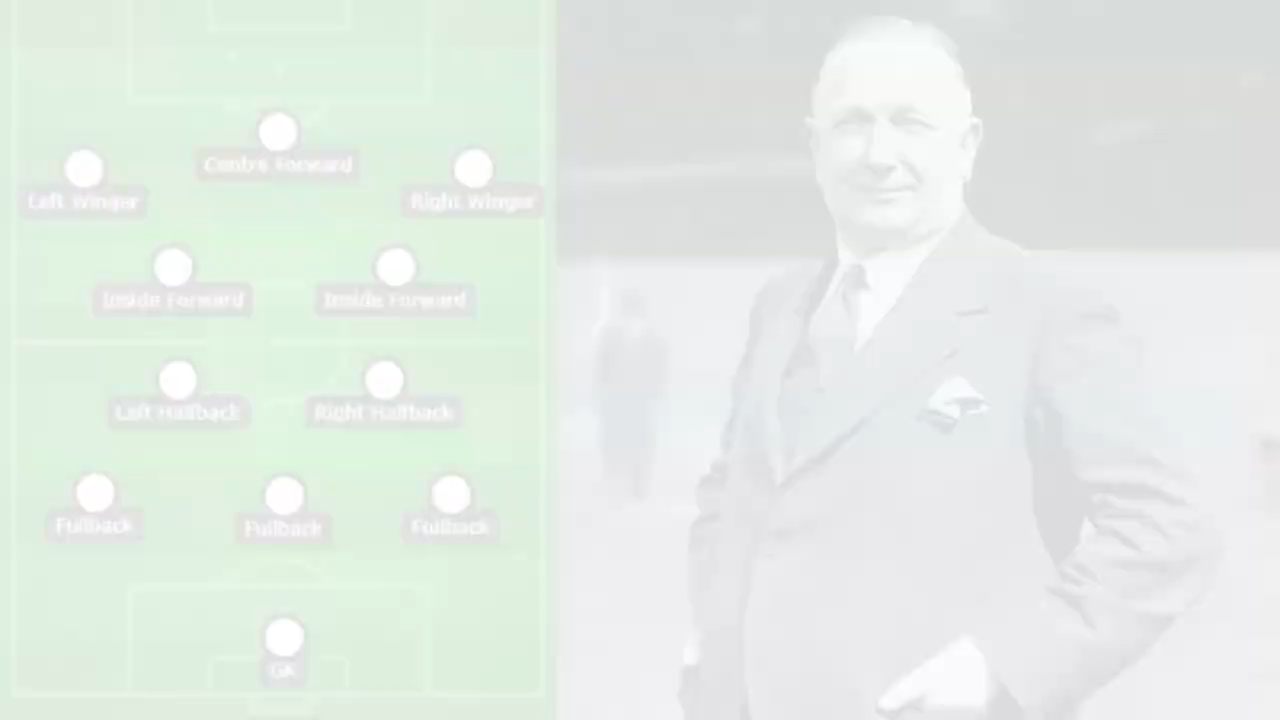 Centre Forward
Left Winger
Right Winger
Inside Forward
Inside Forward
Left Halfback
Right Halfback
Fullback
Fullback
Fullback
GK